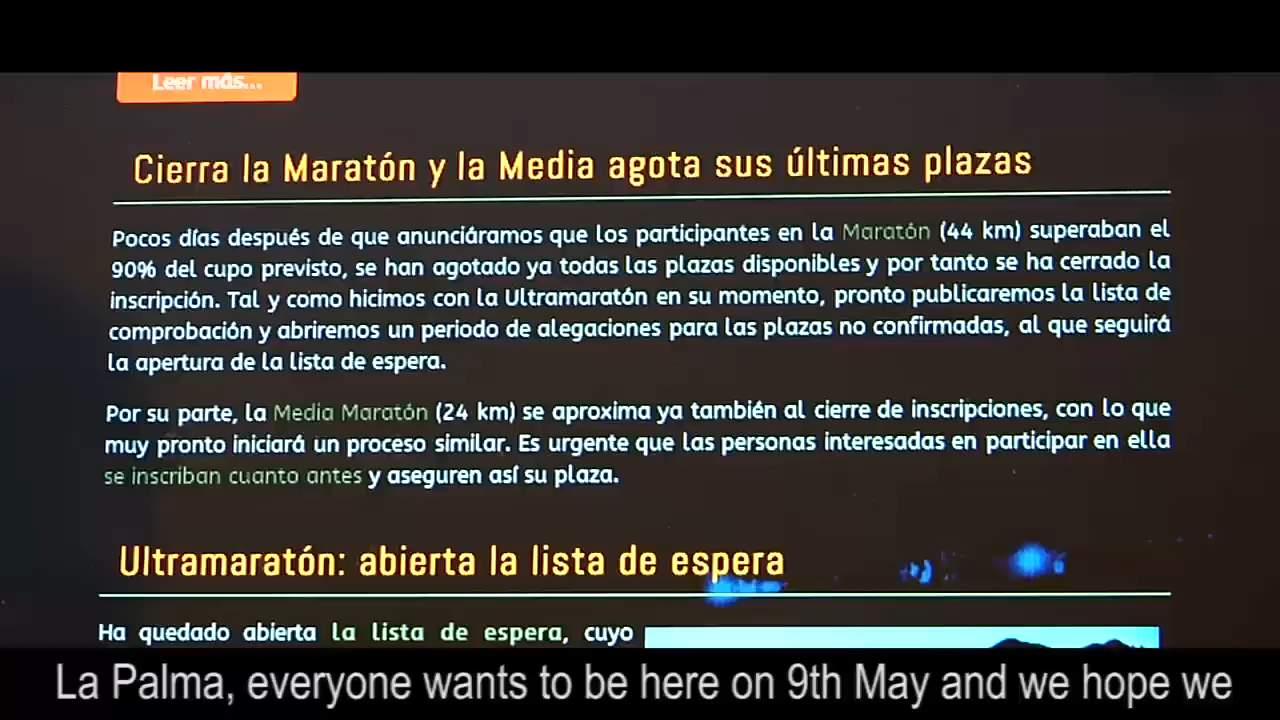 Leer más...
Cierra la Maratón y la Media agota sus últimas plazas
Pocos días después de que anunciáramos que los participantes en la Maratón (44 km) superaban el
90% del cupo previsto, se han agotado ya todas las plazas disponibles y por tanto se ha cerrado la
inscripción. Tal y como hicimos con la Ultramaratón en su momento, pronto publicaremos la lista de
comprobación y abriremos un periodo de alegaciones para las plazas no confirmadas, al que seguirá
la apertura de la lista de espera.
Por su parte, la Media Maratón (24 km) se aproxima ya también al cierre de inscripciones, con lo que
muy pronto iniciará un proceso similar. Es urgente que las personas interesadas en participar en ella
se inscriban cuanto antes y aseguren así su plaza.
Ultramaratón: abierta la lista de espera
Ha quedado abierta la lista de espera, cuyo
La Palma, everyone wants to be here on 9th May and we hope we